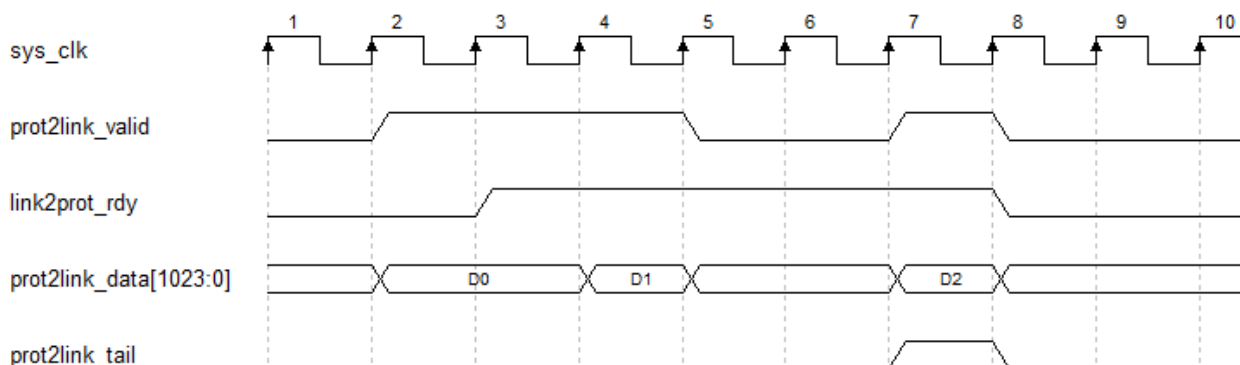 1 2 3 4 5 6 7 8 9 10
sys_clk
prot2link_valid
link2prot_rdy
prot2link_data[1023:0] D0 D1 D2
prot2link_tail